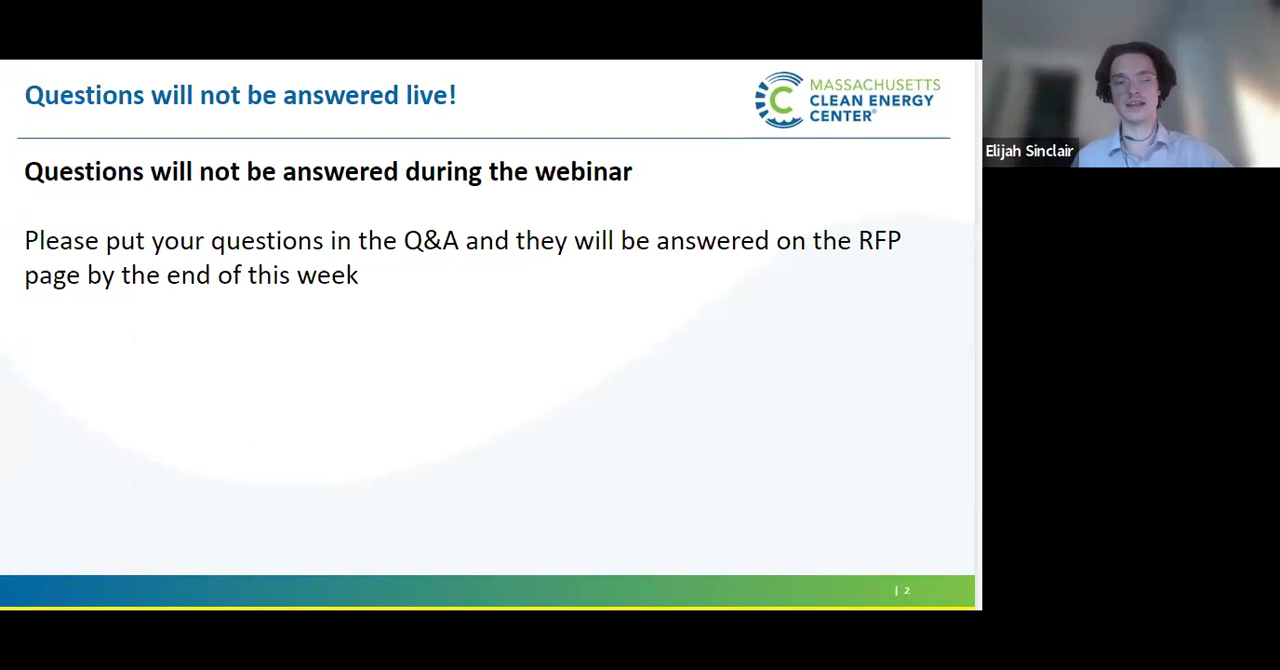 Questions will not be answered live!
MASSACHUSETTS
CLEAN ENERGY
CENTER®
Questions will not be answered during the webinar
Please put your questions in the Q&A and they will be answered on the RFP
page by the end of this week
| 2
Elijah Sinclair